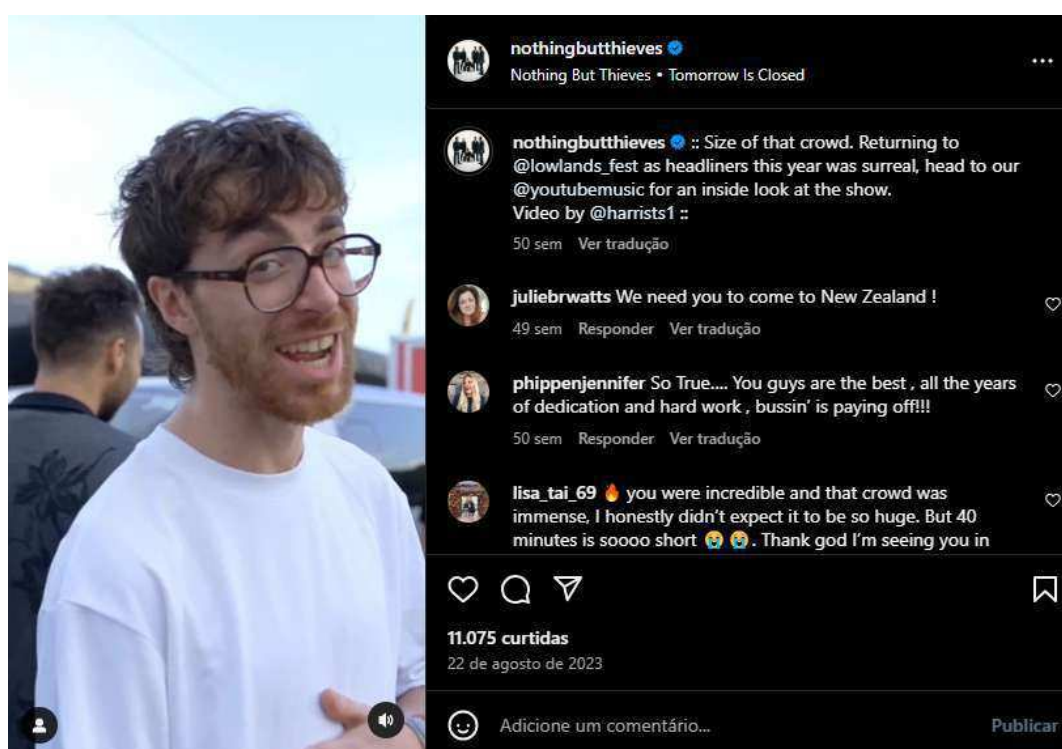 nothingbutthieves
Nothing But Thieves • Tomorrow Is Closed
nothingbutthieves :: Size of that crowd. Returning to
@lowlands_fest as headliners this year was surreal, head to our
@youtubemusic for an inside look at the show.
Video by @harrists1 ::
50 sem Ver tradução
juliebrwatts We need you to come to New Zealand !
49 sem Responder Ver tradução
phippenjennifer So True.... You guys are the best , all the years
of dedication and hard work , bussin’ is paying off!!!
50 sem Responder Ver tradução
lisa_tai_69 🔥 you were incredible and that crowd was
immense, I honestly didn’t expect it to be so huge. But 40
minutes is soooo short 😭 😭. Thank god I’m seeing you in
11.075 curtidas
22 de agosto de 2023
Adicione um comentário...
Publicar